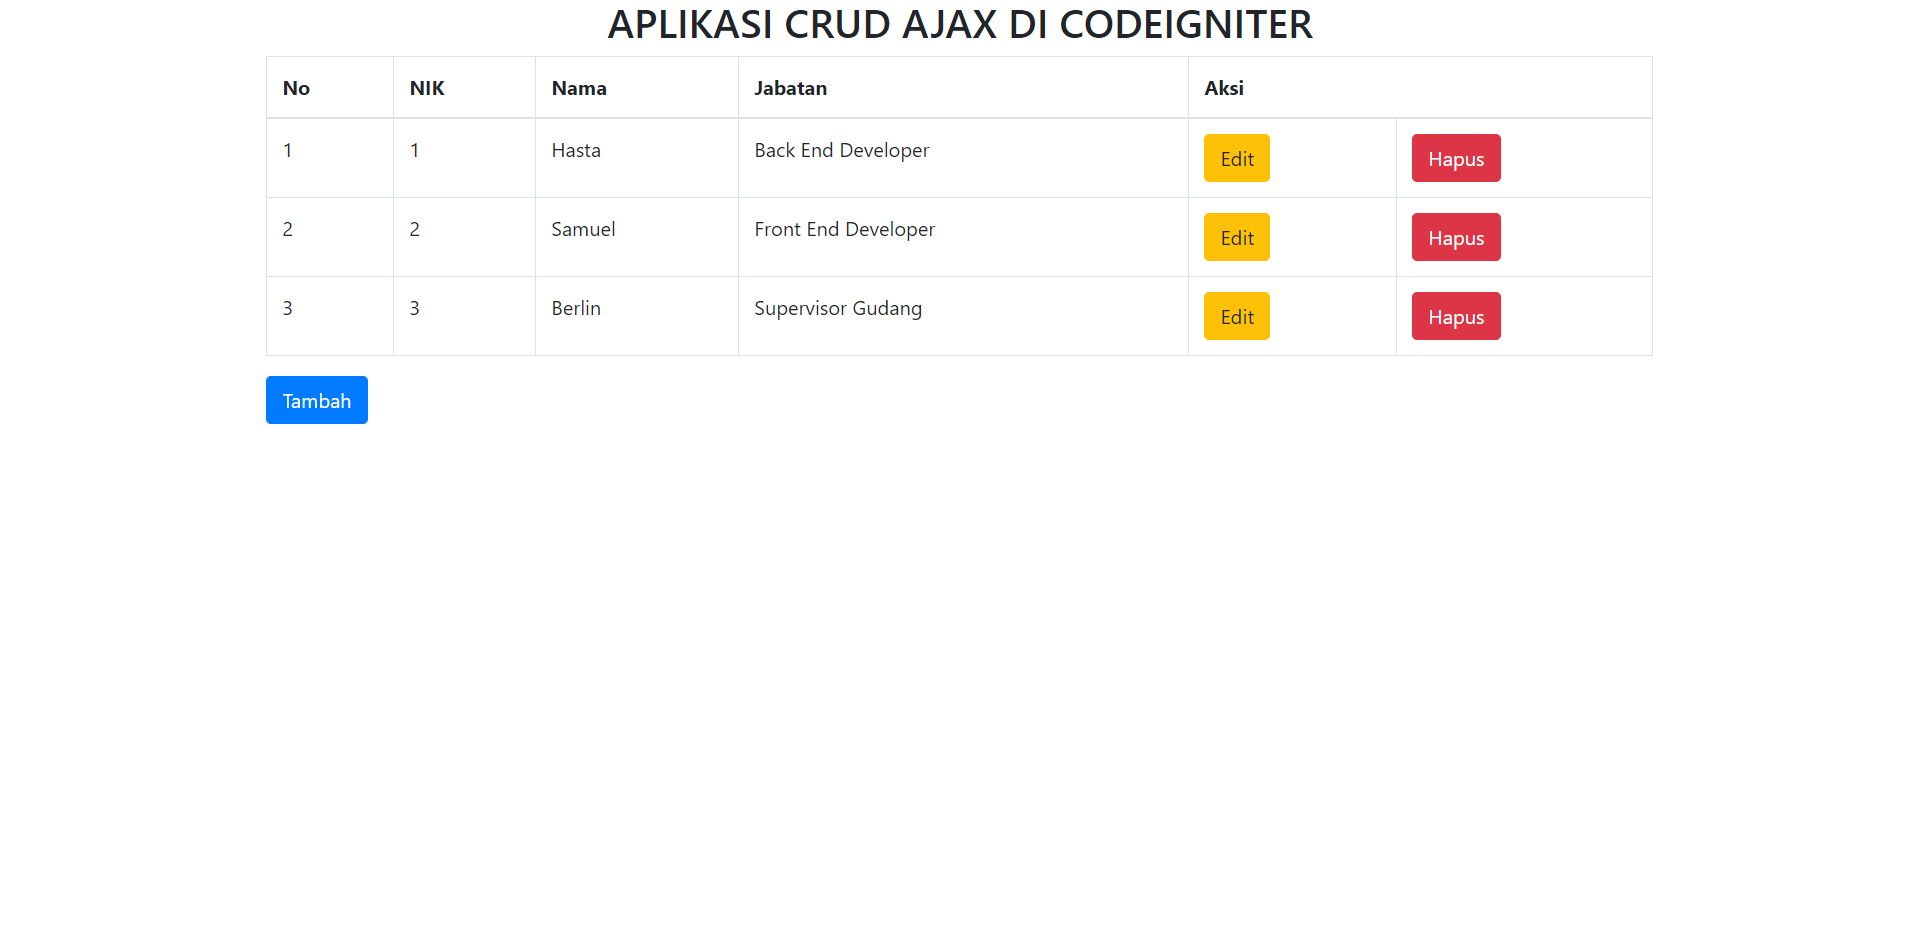 APLIKASI CRUD AJAX DI CODEIGNITER
No NIK Nama Jabatan Aksi
1 1 Hasta Back End Developer Edit Hapus
2 2 Samuel Front End Developer Edit Hapus
3 3 Berlin Supervisor Gudang Edit Hapus
Tambah